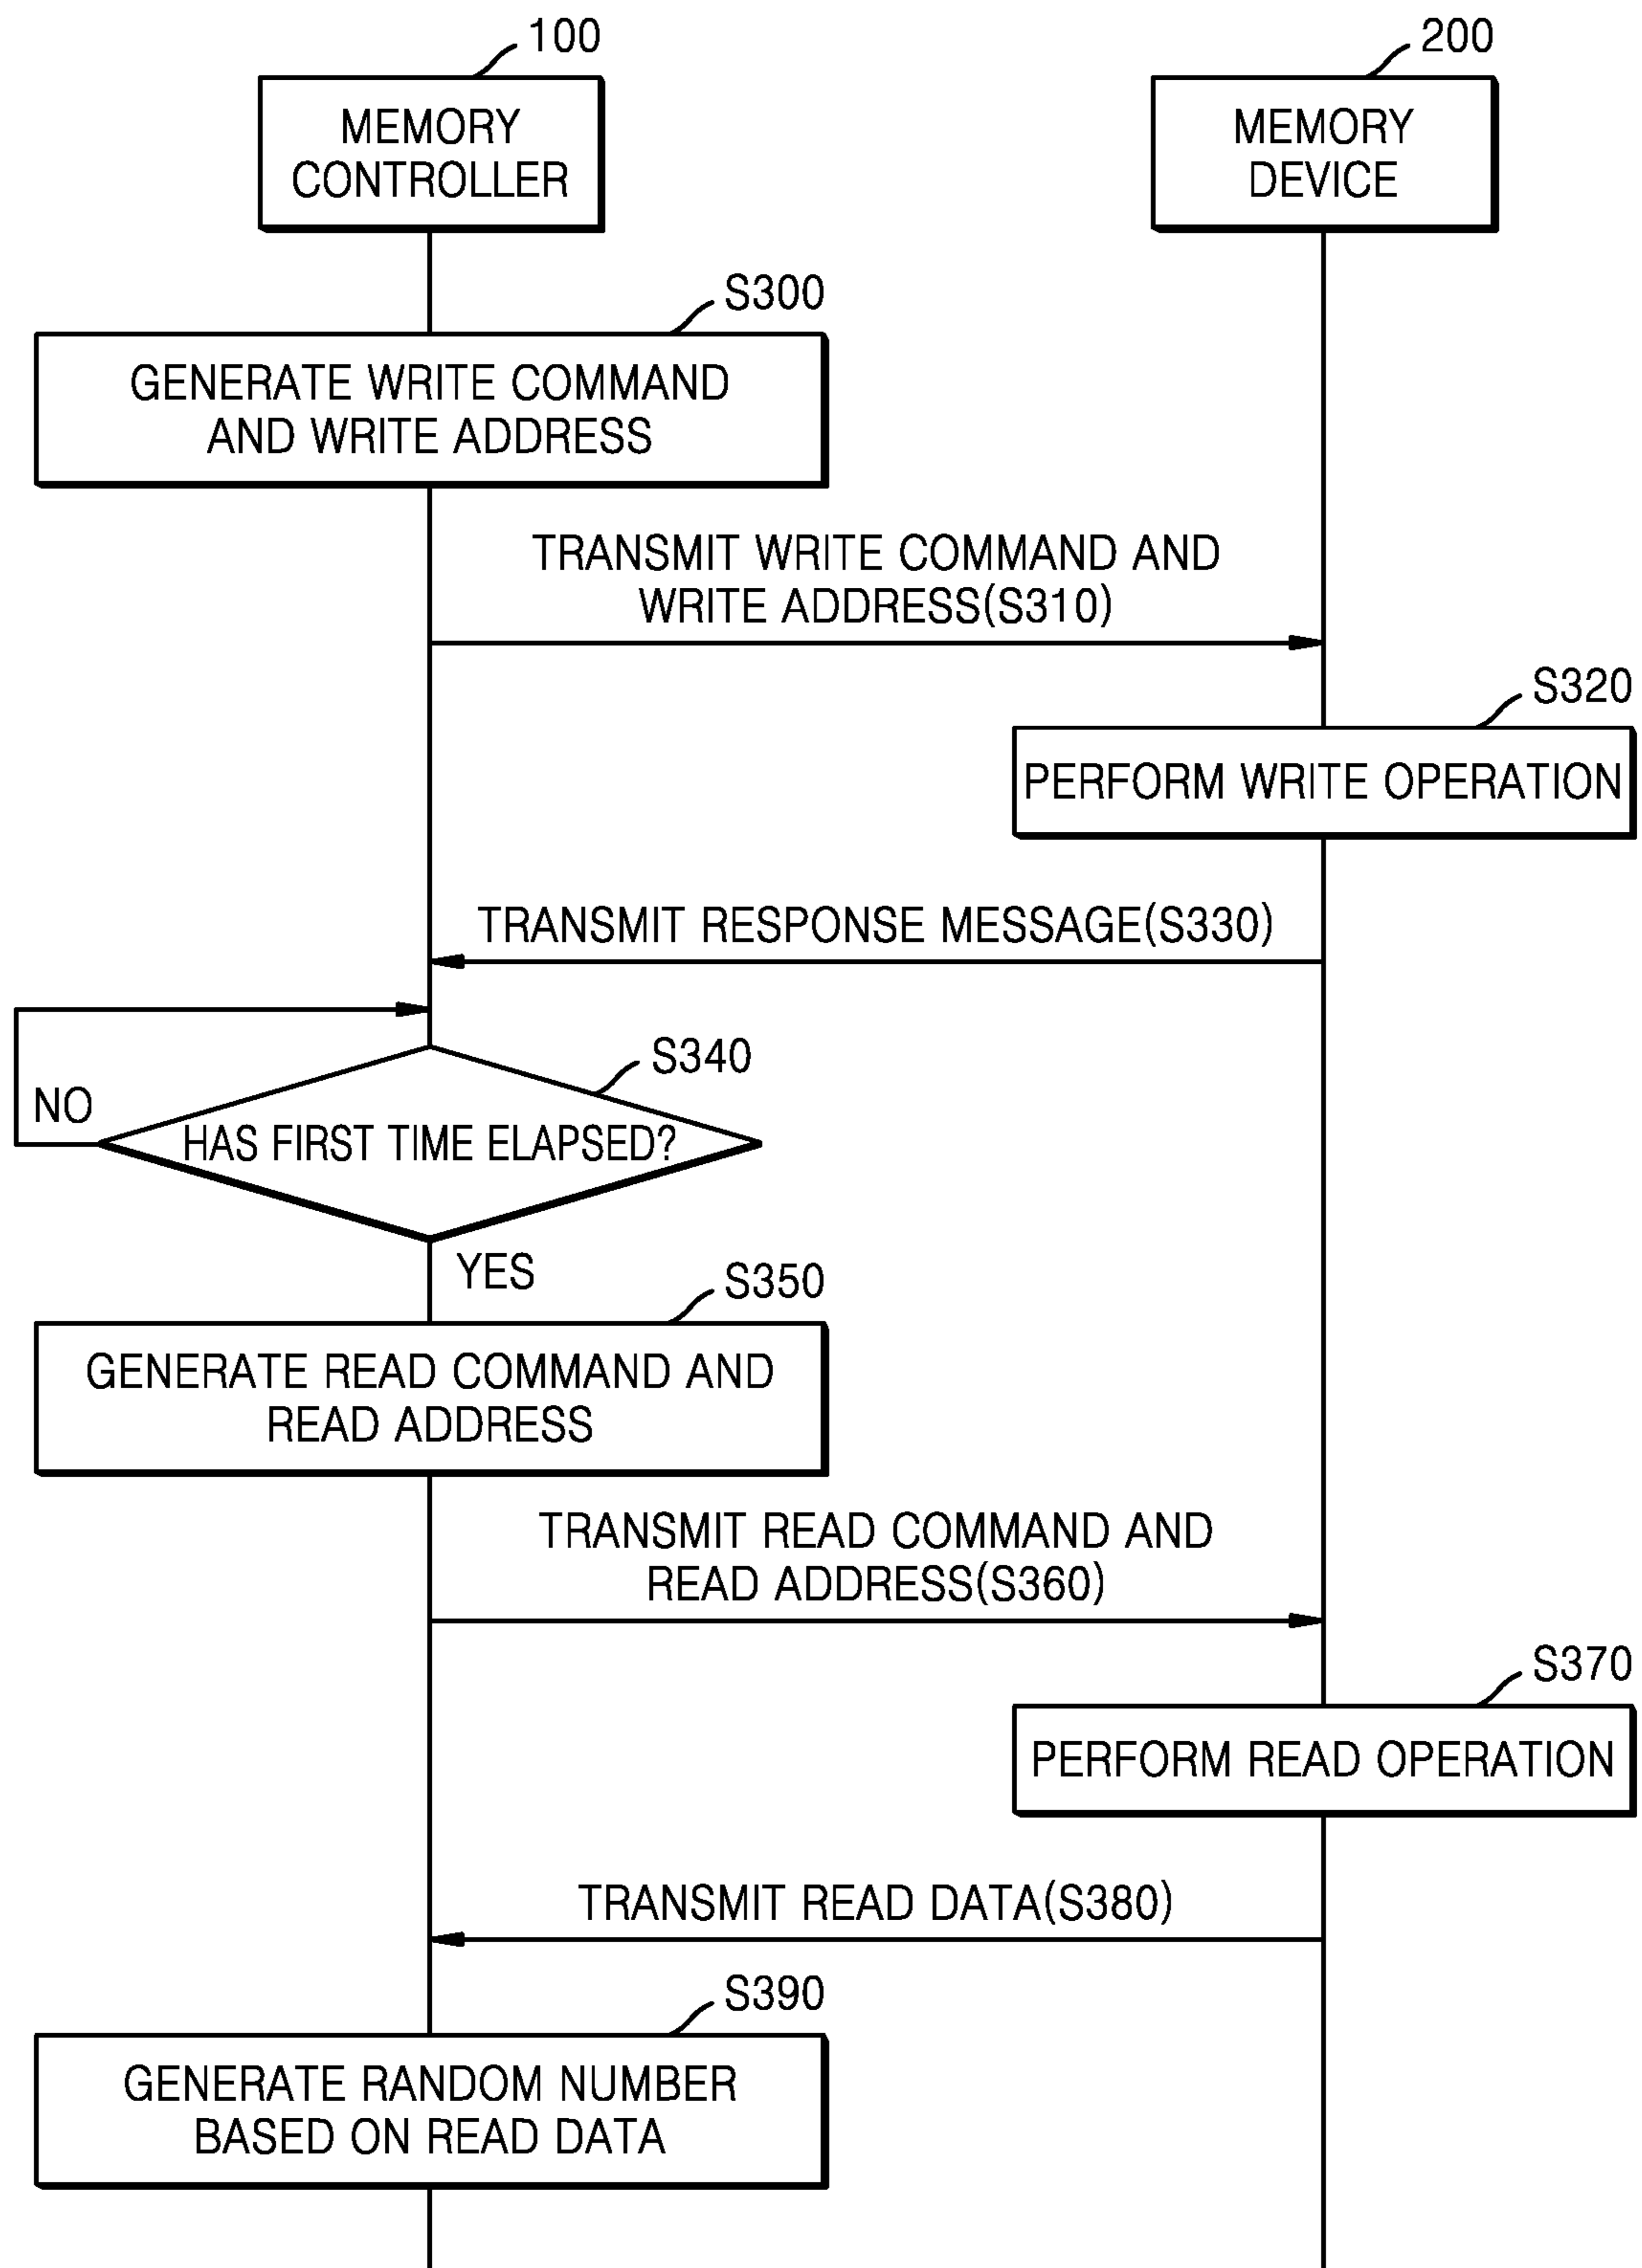 100
200
MEMORY
CONTROLLER
MEMORY
DEVICE
S300
GENERATE WRITE COMMAND
AND WRITE ADDRESS
TRANSMIT WRITE COMMAND AND
WRITE ADDRESS(S310)
S320
PERFORM WRITE OPERATION
TRANSMIT RESPONSE MESSAGE(S330)
S340
NO
HAS FIRST TIME ELAPSED?
YES
S350
GENERATE READ COMMAND AND
READ ADDRESS
TRANSMIT READ COMMAND AND
READ ADDRESS(S360)
S370
PERFORM READ OPERATION
TRANSMIT READ DATA(S380)
S390
GENERATE RANDOM NUMBER
BASED ON READ DATA